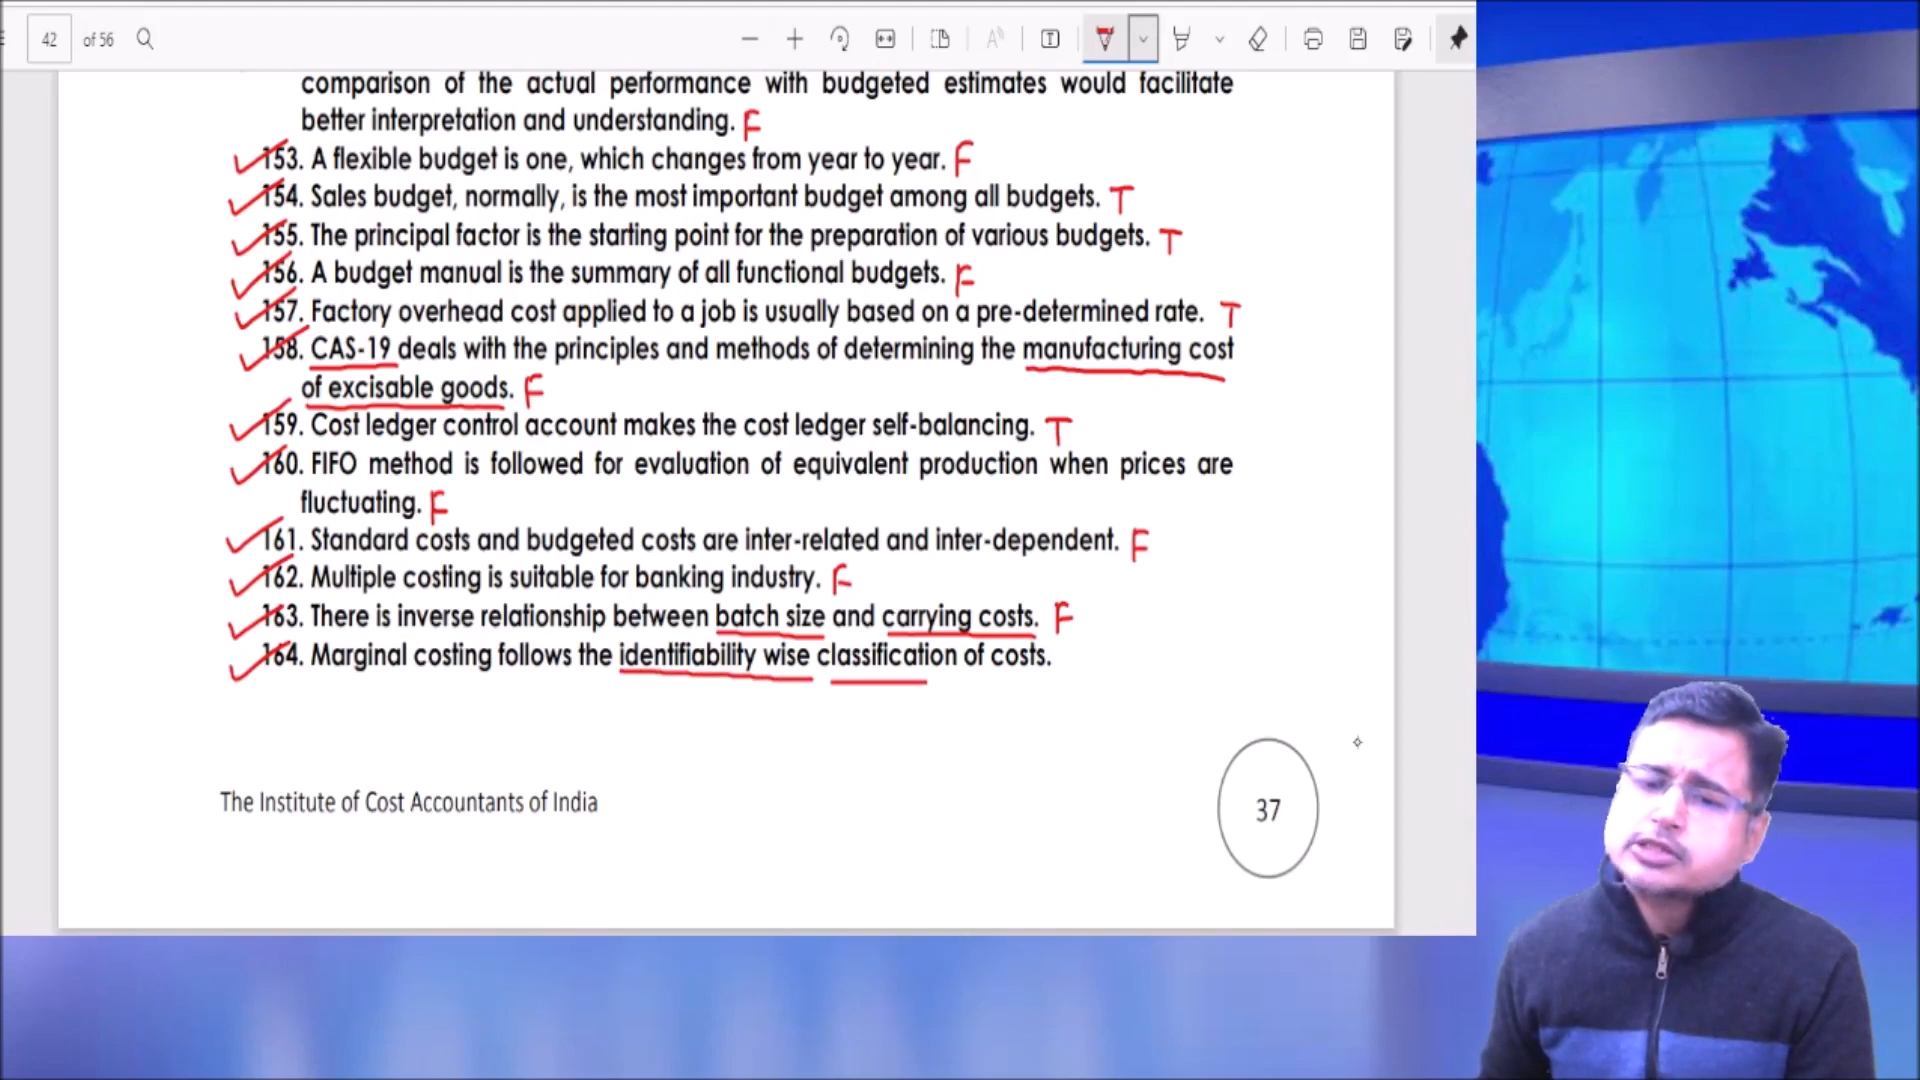 42 of 56
comparison of the actual performance with budgeted estimates would facilitate
better interpretation and understanding. F
153. A flexible budget is one, which changes from year to year. F
154. Sales budget, normally, is the most important budget among all budgets. T
155. The principal factor is the starting point for the preparation of various budgets. T
156. A budget manual is the summary of all functional budgets. F
157. Factory overhead cost applied to a job is usually based on a pre-determined rate. T
158. CAS-19 deals with the principles and methods of determining the manufacturing cost
of excisable goods. F
159. Cost ledger control account makes the cost ledger self-balancing. T
160. FIFO method is followed for evaluation of equivalent production when prices are
fluctuating. F
161. Standard costs and budgeted costs are inter-related and inter-dependent. F
162. Multiple costing is suitable for banking industry. F
163. There is inverse relationship between batch size and carrying costs. F
164. Marginal costing follows the identifiability wise classification of costs.
The Institute of Cost Accountants of India
37